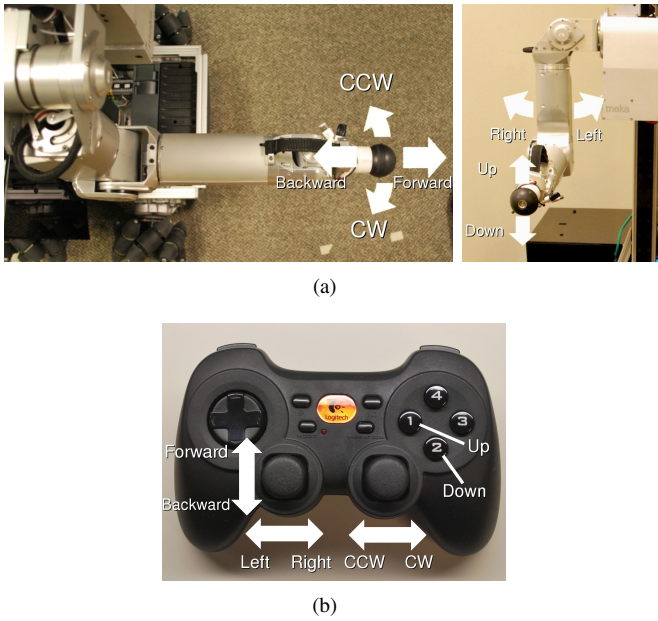 CCW
Backward
Forward
CW
meka
Right
Left
Up
Down
(a)
Logitech
4
1
3
2
Up
Down
Forward
Backward
Left
Right
CCW
CW
(b)